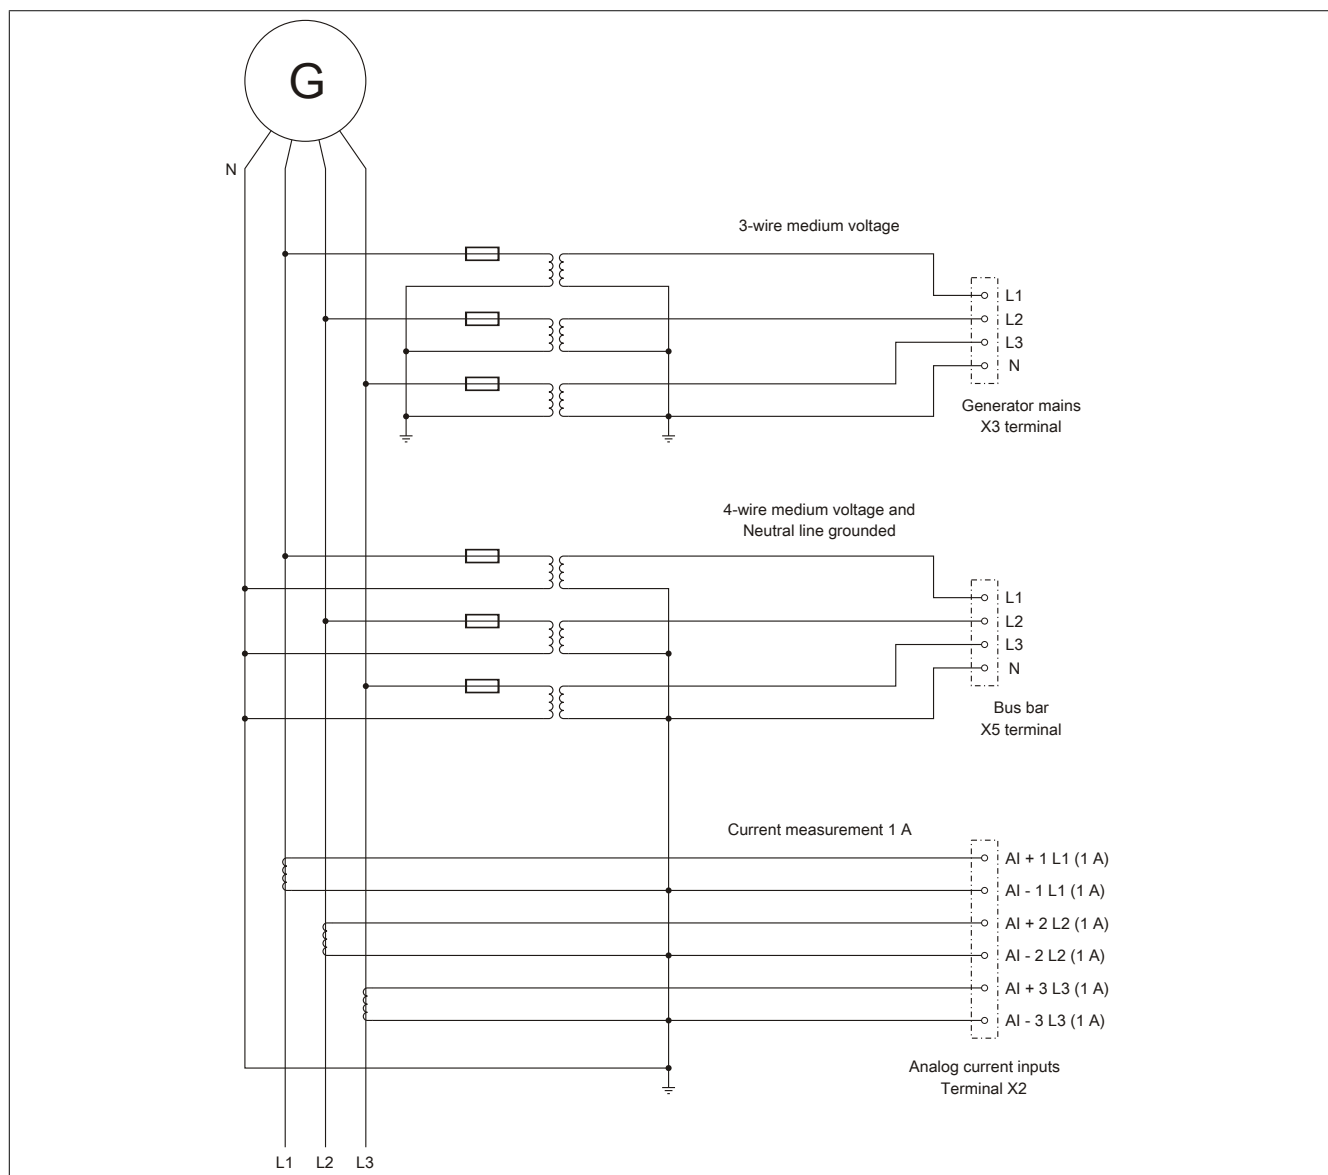 G
N
3-wire medium voltage
L1
L2
L3
N
Generator mains
X3 terminal
4-wire medium voltage and
Neutral line grounded
L1
L2
L3
N
Bus bar
X5 terminal
Current measurement 1 A
AI + 1 L1 (1 A)
AI - 1 L1 (1 A)
AI + 2 L2 (1 A)
AI - 2 L2 (1 A)
AI + 3 L3 (1 A)
AI - 3 L3 (1 A)
Analog current inputs
Terminal X2
L1 L2 L3